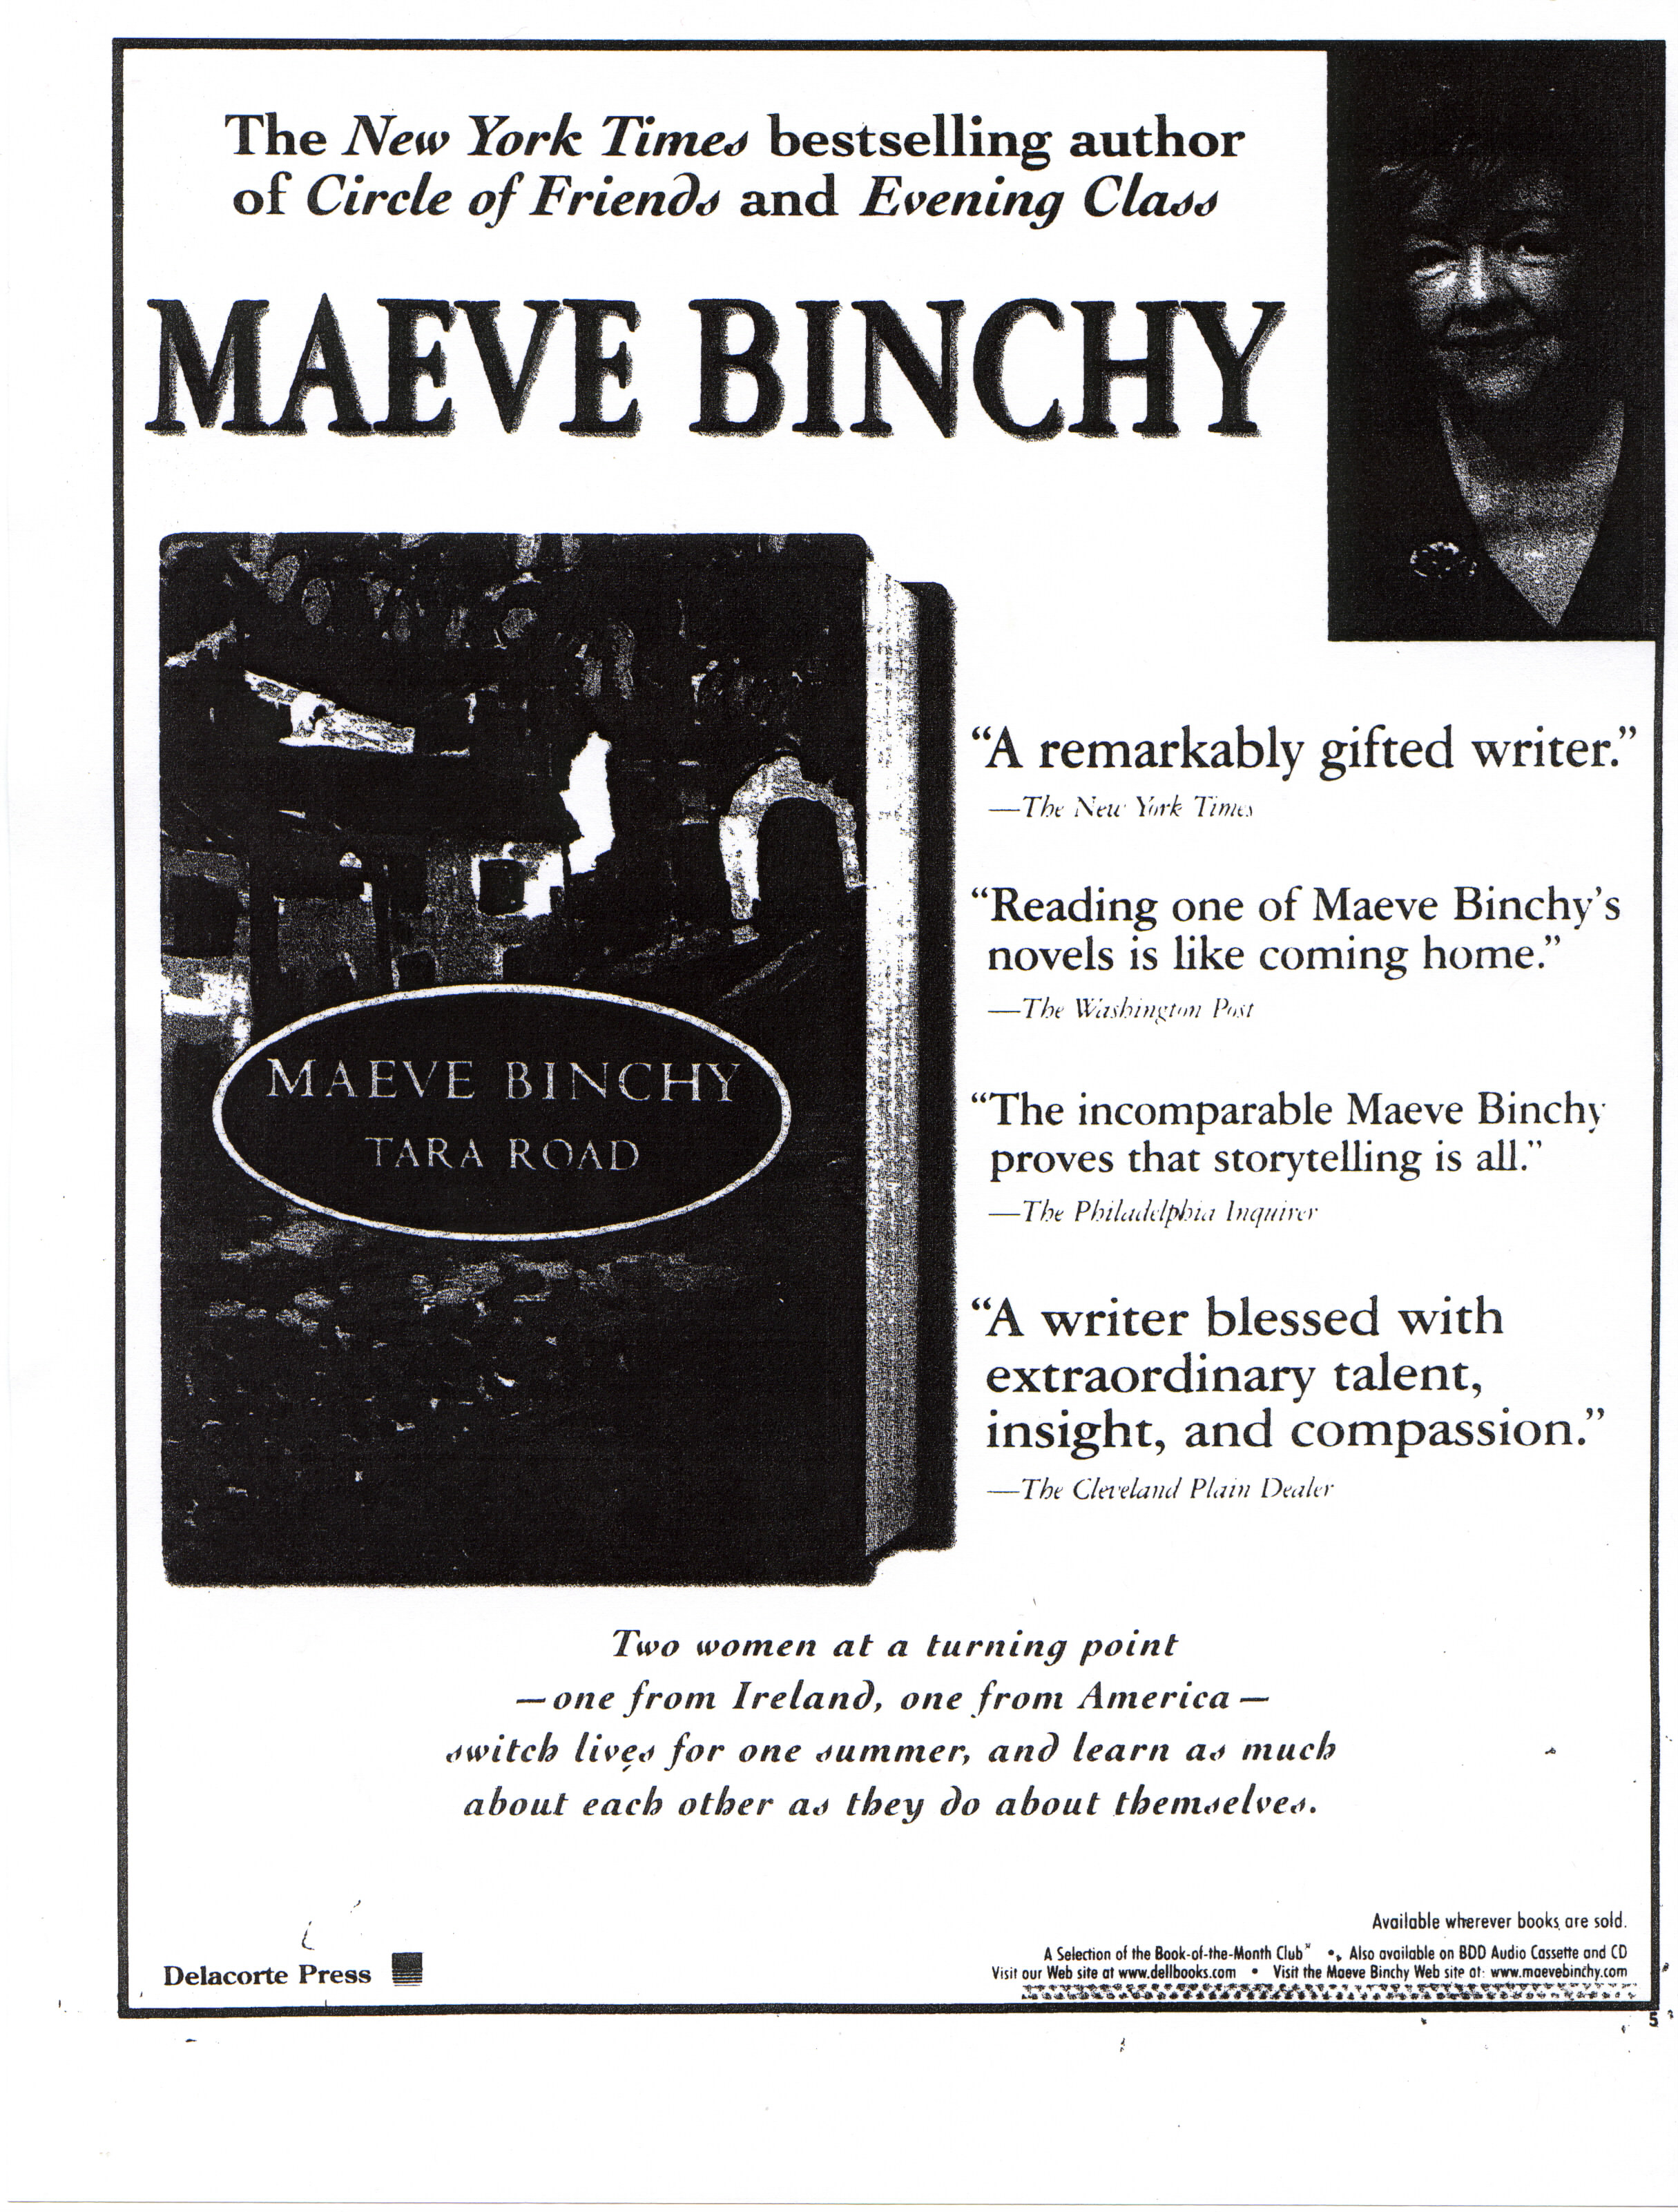 The New York Times bestselling author
of Circle of Friends and Evening Class
MAEVE BINCHY
MAEVE BINCHY
TARA ROAD
“A remarkably gifted writer.”
—The New York Times
“Reading one of Maeve Binchy’s
novels is like coming home.”
—The Washington Post
“The incomparable Maeve Binchy
proves that storytelling is all.”
—The Philadelphia Inquirer
“A writer blessed with
extraordinary talent,
insight, and compassion.”
—The Cleveland Plain Dealer
Two women at a turning point
—one from Ireland, one from America—
switch lives for one summer, and learn as much
about each other as they do about themselves.
Available wherever books are sold.
A Selection of the Book-of-the-Month Club • Also available on BDD Audio Cassette and CD
Visit our Web site at www.dellbooks.com • Visit the Maeve Binchy Web site at: www.maevebinchy.com
Delacorte Press
5